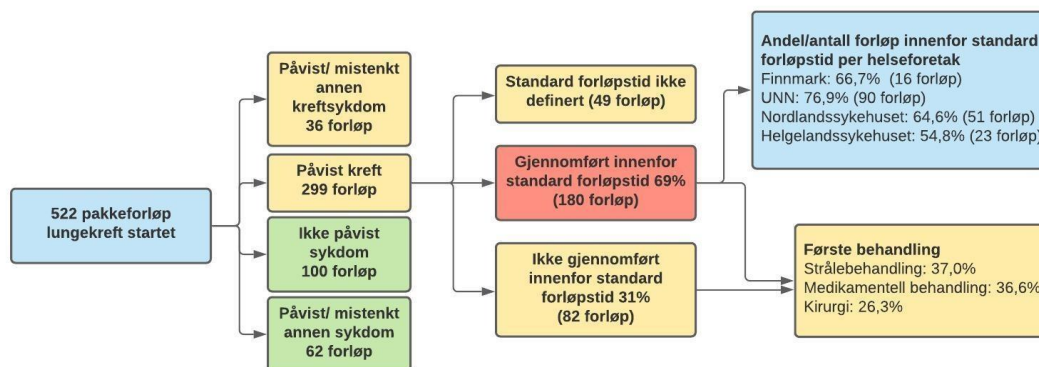 522 pakkeforløp
lungekreft startet
Påvist/ mistenkt
annen
kreftsykdom
36 forløp
Påvist kreft
299 forløp
Ikke påvist
sykdom
100 forløp
Påvist/ mistenkt
annen sykdom
62 forløp
Standard forløpstid ikke
definert (49 forløp)
Gjennomført innenfor
standard forløpstid 69%
(180 forløp)
Ikke gjennomført
innenfor standard
forløpstid 31%
(82 forløp)
Andel/antall forløp innenfor standard
forløpstid per helseforetak
Finnmark: 66,7% (16 forløp)
UNN: 76,9% (90 forløp)
Nordlandssykehuset: 64,6% (51 forløp)
Helgelandssykehuset: 54,8% (23 forløp)
Første behandling
Strålebehandling: 37,0%
Medikamentell behandling: 36,6%
Kirurgi: 26,3%